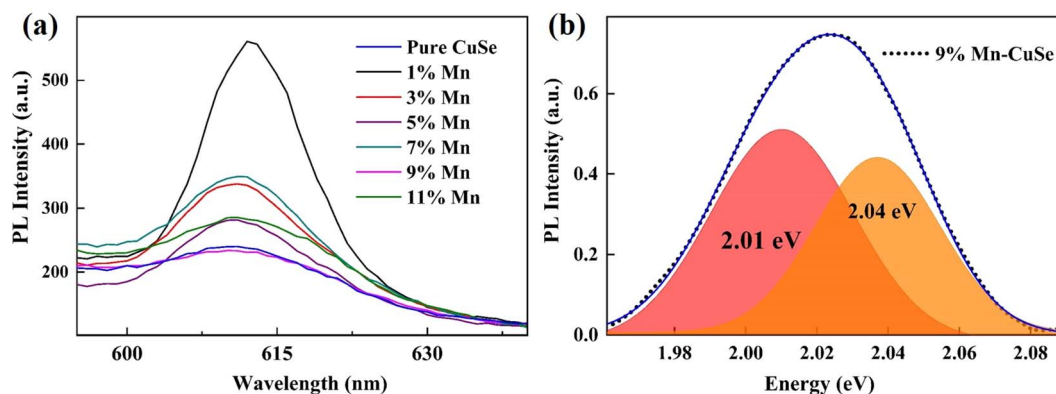 (a)
PL Intensity (a.u.)
500
400
300
200
600
615
630
Wavelength (nm)
Pure CuSe
1% Mn
3% Mn
5% Mn
7% Mn
9% Mn
11% Mn
(b)
PL Intensity (a.u.)
0.6
0.4
0.2
0.0
1.98
2.00
2.02
2.04
2.06
2.08
Energy (eV)
9% Mn-CuSe
2.01 eV
2.04 eV